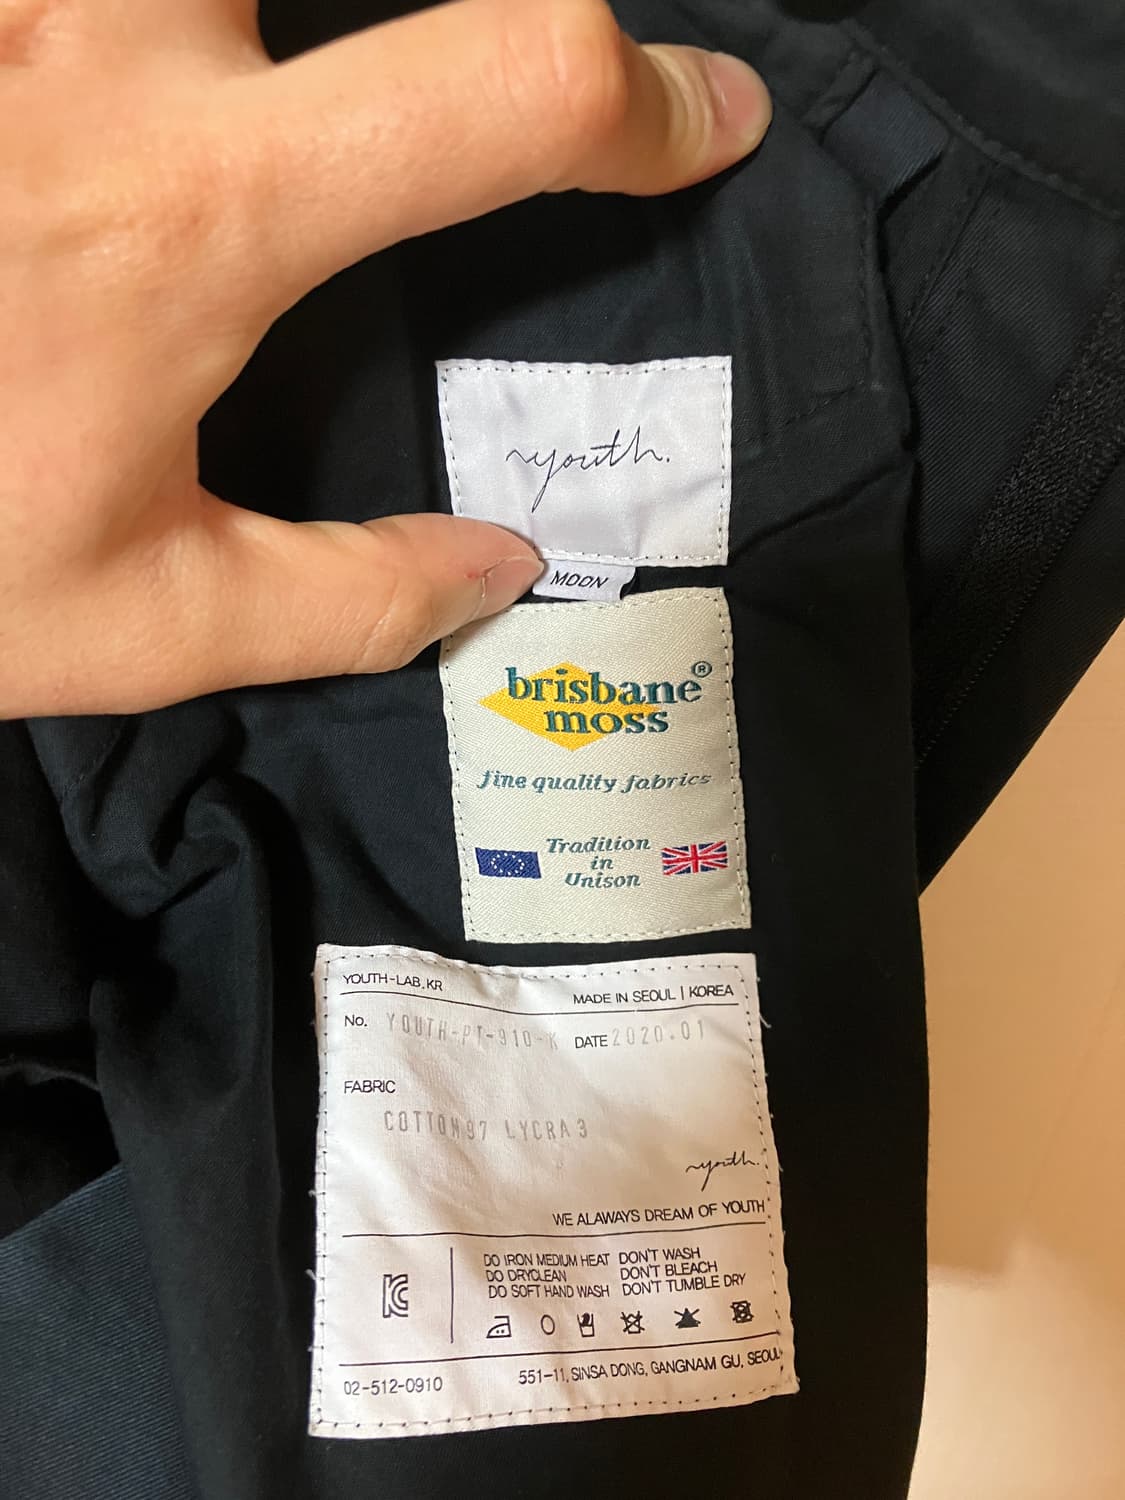 ~youth.
MOON
brisbane®
moss
fine quality fabrics
Tradition
in
Unison
YOUTH-LAB.KR
MADE IN SEOUL | KOREA
No. YOUTH-PT-910-K DATE 2020.01
FABRIC
COTTON97 LYCRA3
~youth.
WE ALAWAYS DREAM OF YOUTH
DO IRON MEDIUM HEAT DON'T WASH
DO DRYCLEAN DON'T BLEACH
DO SOFT HAND WASH DON'T TUMBLE DRY
KC
02-512-0910 551-11, SINSA DONG, GANGNAM GU, SEOUL